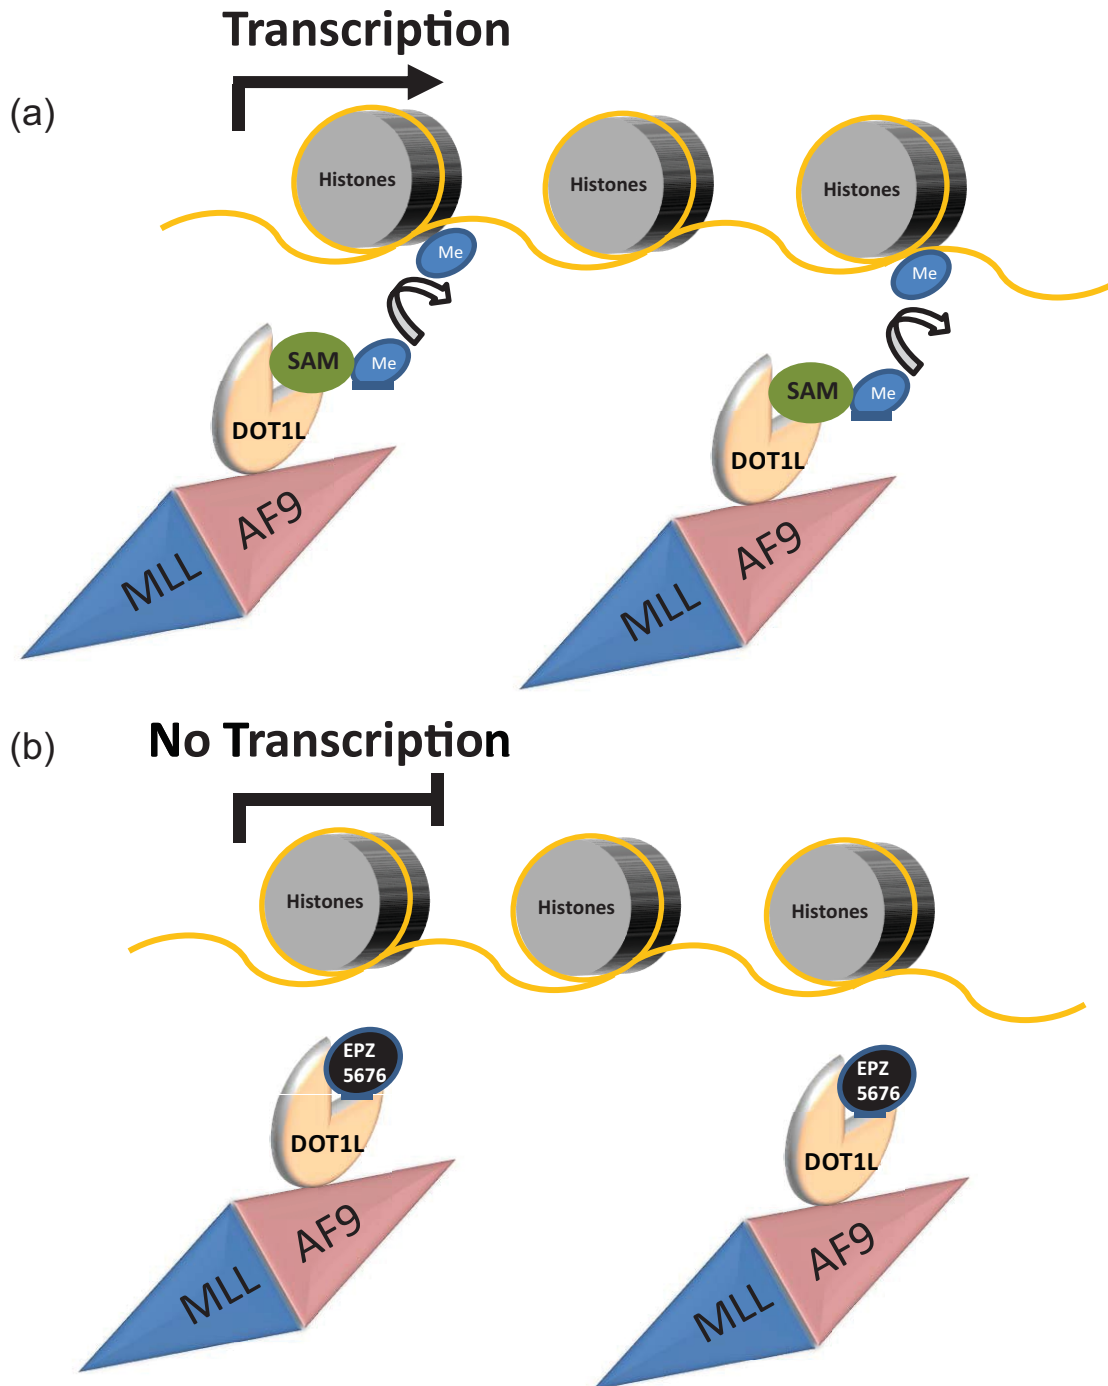 Transcription
(a)
Histones
Histones
Histones
Me
Me
SAM
Me
SAM
Me
DOT1L
DOT1L
AF9
MLL
AF9
MLL
No Transcription
(b)
Histones
Histones
Histones
EPZ
5676
EPZ
5676
DOT1L
DOT1L
AF9
MLL
AF9
MLL